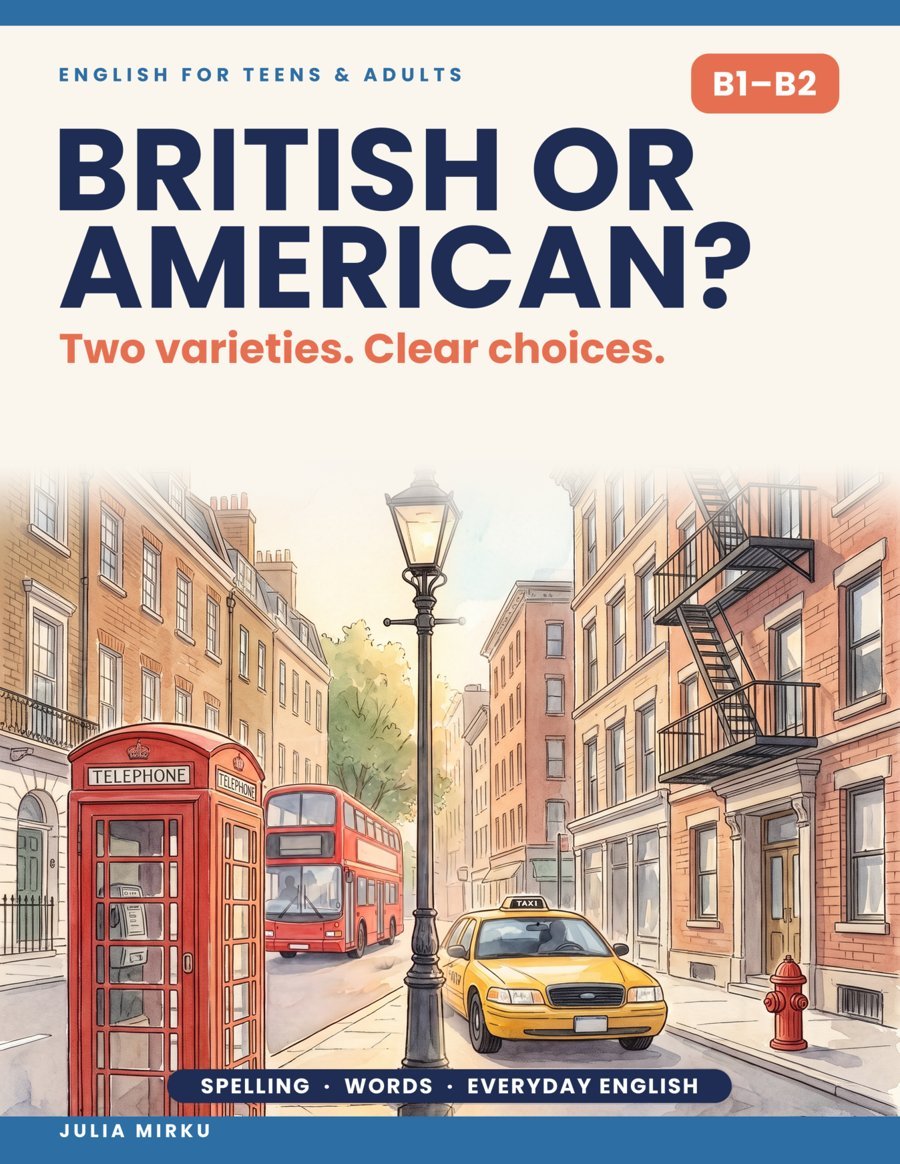 ENGLISH FOR TEENS & ADULTS
B1–B2
BRITISH OR
AMERICAN?
Two varieties. Clear choices.
TELEPHONE
TELEPHONE
TAXI
SPELLING · WORDS · EVERYDAY ENGLISH
JULIA MIRKU